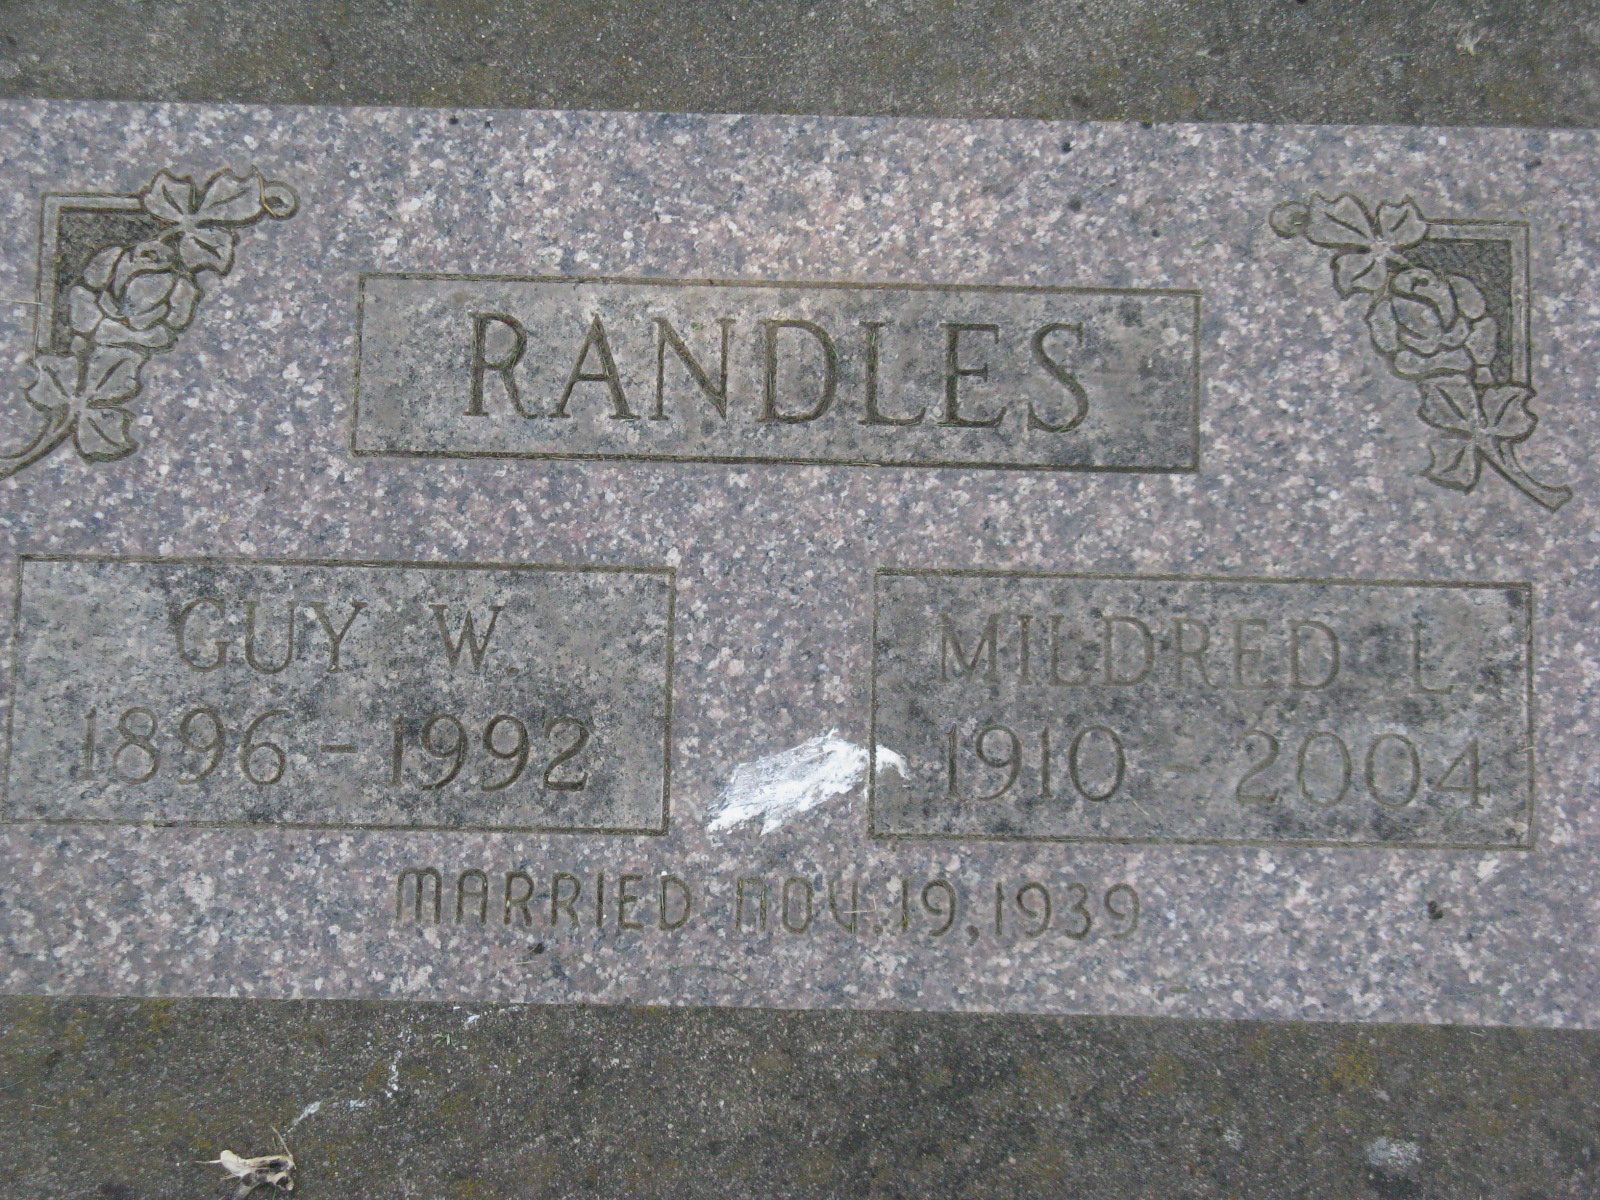 RANDLES
GUY W.
1896 - 1992
MILDRED L.
1910 - 2004
MARRIED NOV. 19, 1939